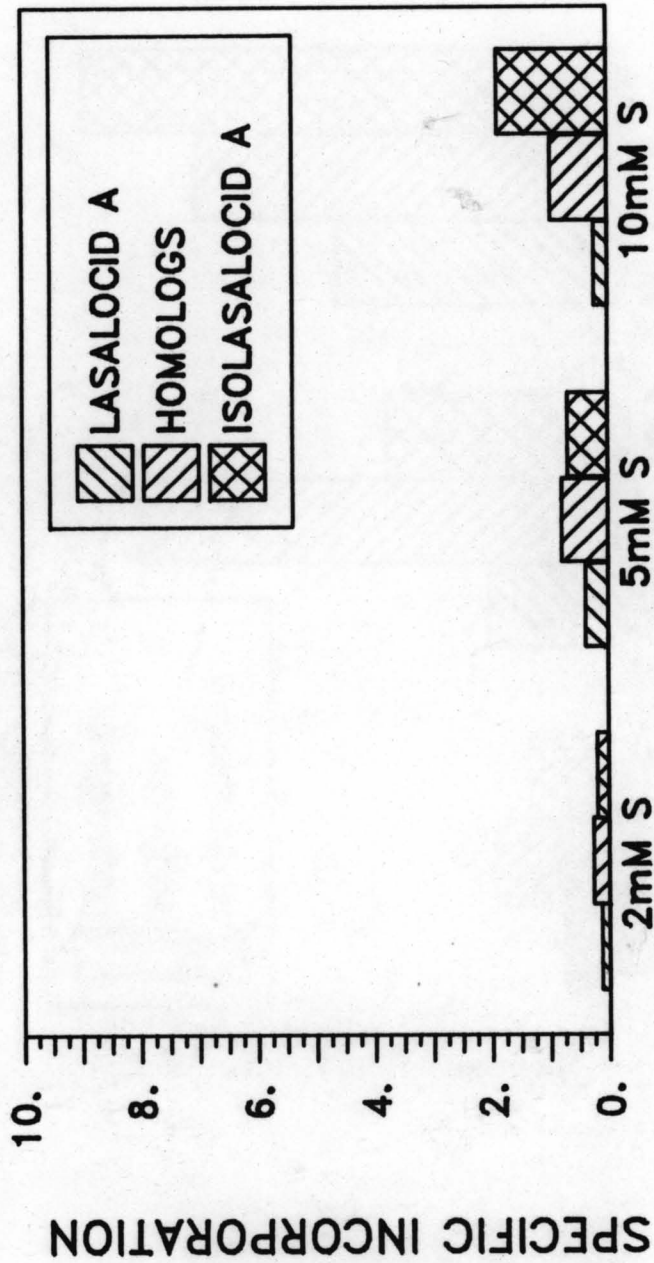 SPECIFIC INCORPORATION
10.
8.
6.
4.
2.
0.
LASALOCID A
HOMOLOGS
ISOLASALOCID A
2mM S
5mM S
10mM S